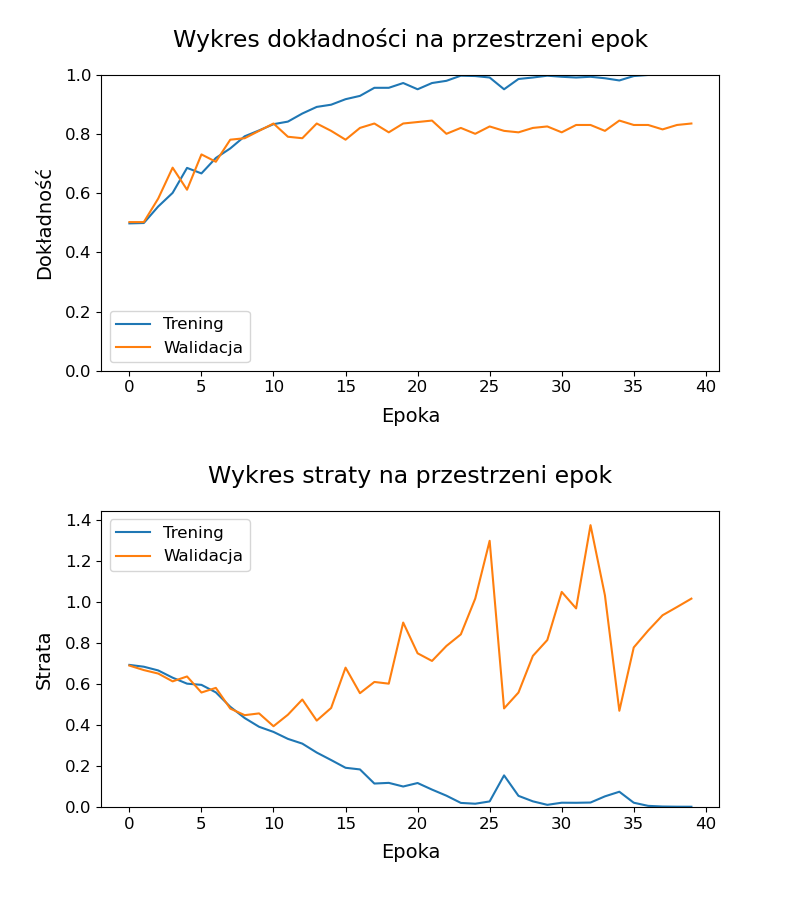 Wykres dokładności na przestrzeni epok
1.0
0.8
0.6
0.4
0.2
0.0
Dokładność
Trening
Walidacja
0 5 10 15 20 25 30 35 40
Epoka
Wykres straty na przestrzeni epok
1.4
1.2
1.0
0.8
0.6
0.4
0.2
0.0
Strata
Trening
Walidacja
0 5 10 15 20 25 30 35 40
Epoka